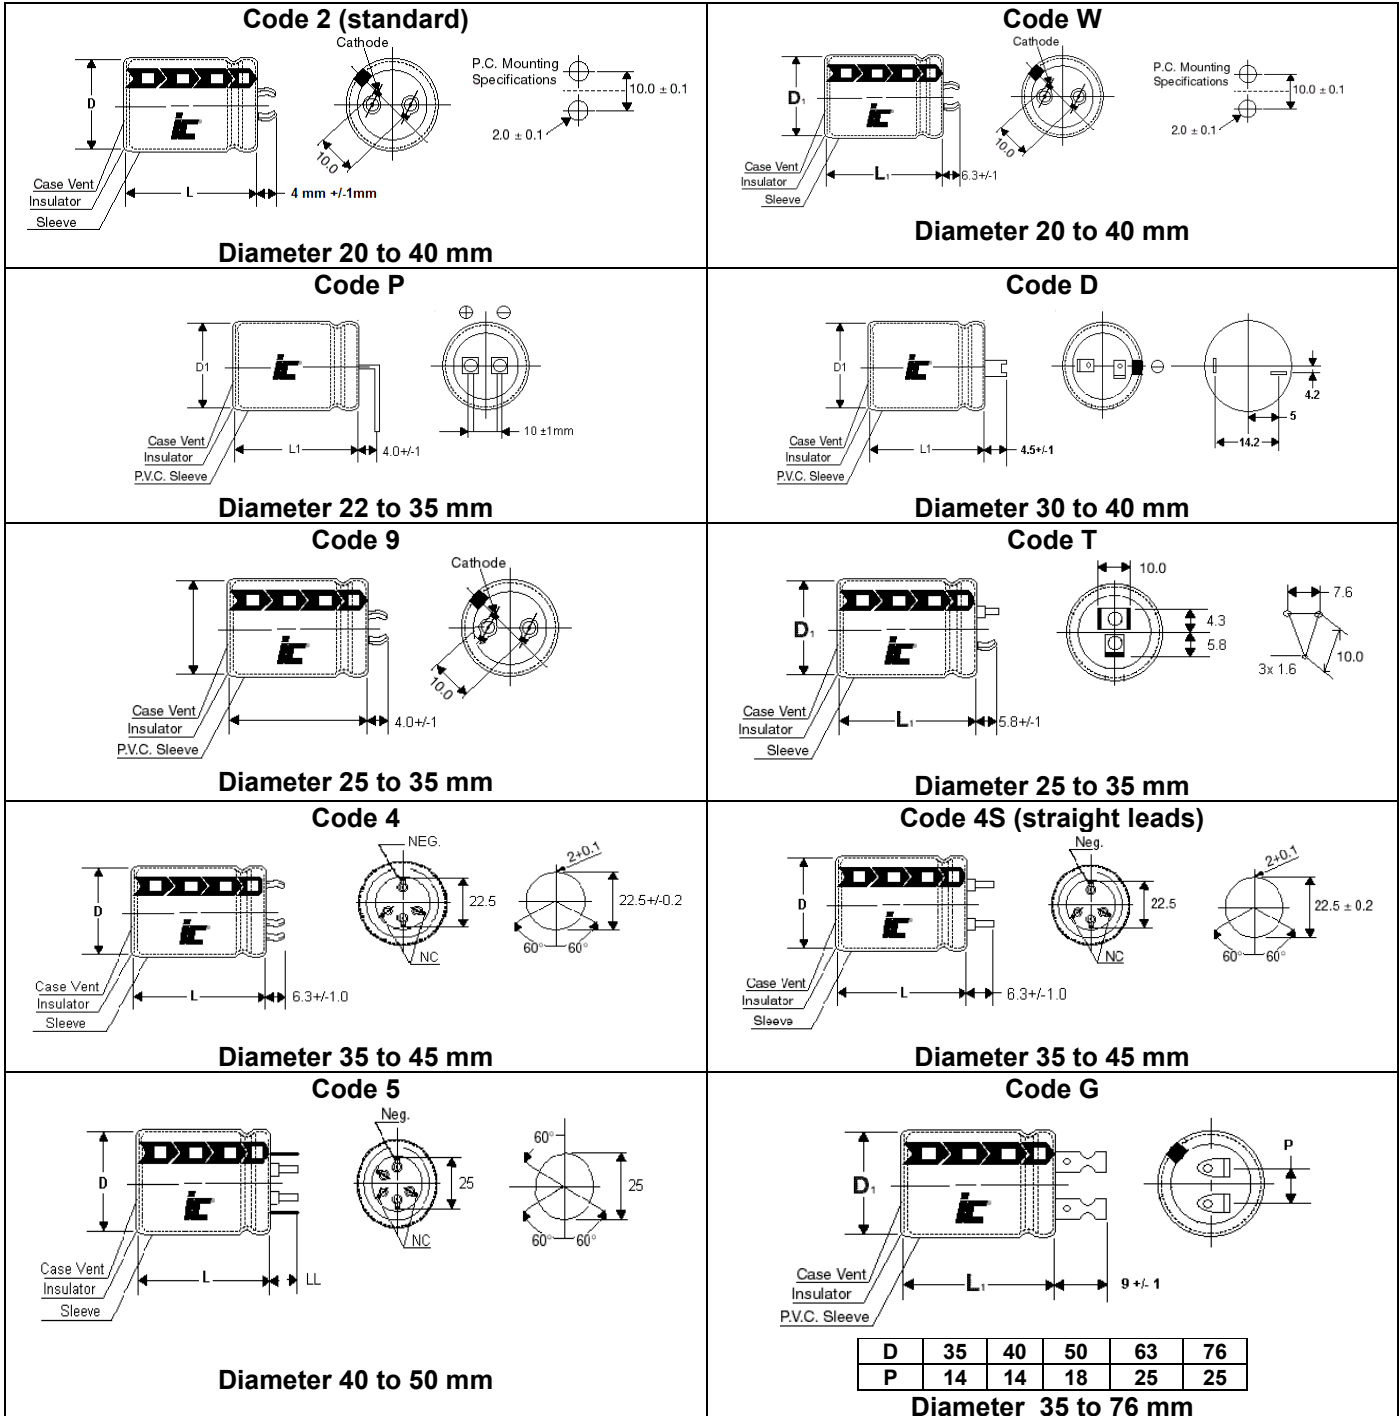 Code 2 (standard)
Cathode
P.C. Mounting
Specifications
D
10.0 ± 0.1
2.0 ± 0.1
10.0
ic
Case Vent
Insulator
Sleeve
L
4 mm +/-1mm
Diameter 20 to 40 mm
Code W
Cathode
P.C. Mounting
Specifications
D1
10.0 ± 0.1
2.0 ± 0.1
10.0
ic
Case Vent
Insulator
Sleeve
L1
6.3+/-1
Diameter 20 to 40 mm
Code P
⊕ ⊖
D1
ic
10 ±1mm
Case Vent
Insulator
P.V.C. Sleeve
L1
4.0+/-1
Diameter 22 to 35 mm
Code D
D1
ic
⊖
4.2
5
14.2
Case Vent
Insulator
P.V.C. Sleeve
L1
4.5+/-1
Diameter 30 to 40 mm
Code 9
Cathode
ic
10.0
Case Vent
Insulator
P.V.C. Sleeve
4.0+/-1
Diameter 25 to 35 mm
Code T
10.0
7.6
D1
4.3
5.8
10.0
3x 1.6
ic
Case Vent
Insulator
Sleeve
L1
5.8+/-1
Diameter 25 to 35 mm
Code 4
NEG.
2+0.1
D
22.5
22.5+/-0.2
ic
60° 60°
NC
Case Vent
Insulator
Sleeve
L
6.3+/-1.0
Diameter 35 to 45 mm
Code 4S (straight leads)
Neg.
2+0.1
D
22.5
22.5 ± 0.2
ic
60° 60°
NC
Case Vent
Insulator
Sleeve
L
6.3+/-1.0
Diameter 35 to 45 mm
Code 5
Neg.
60°
D
25
25
ic
60° 60°
NC
Case Vent
Insulator
Sleeve
L
LL
Diameter 40 to 50 mm
Code G
P
D1
ic
Case Vent
Insulator
P.V.C. Sleeve
L1
9 +/- 1
D 35 40 50 63 76
P 14 14 18 25 25
Diameter 35 to 76 mm